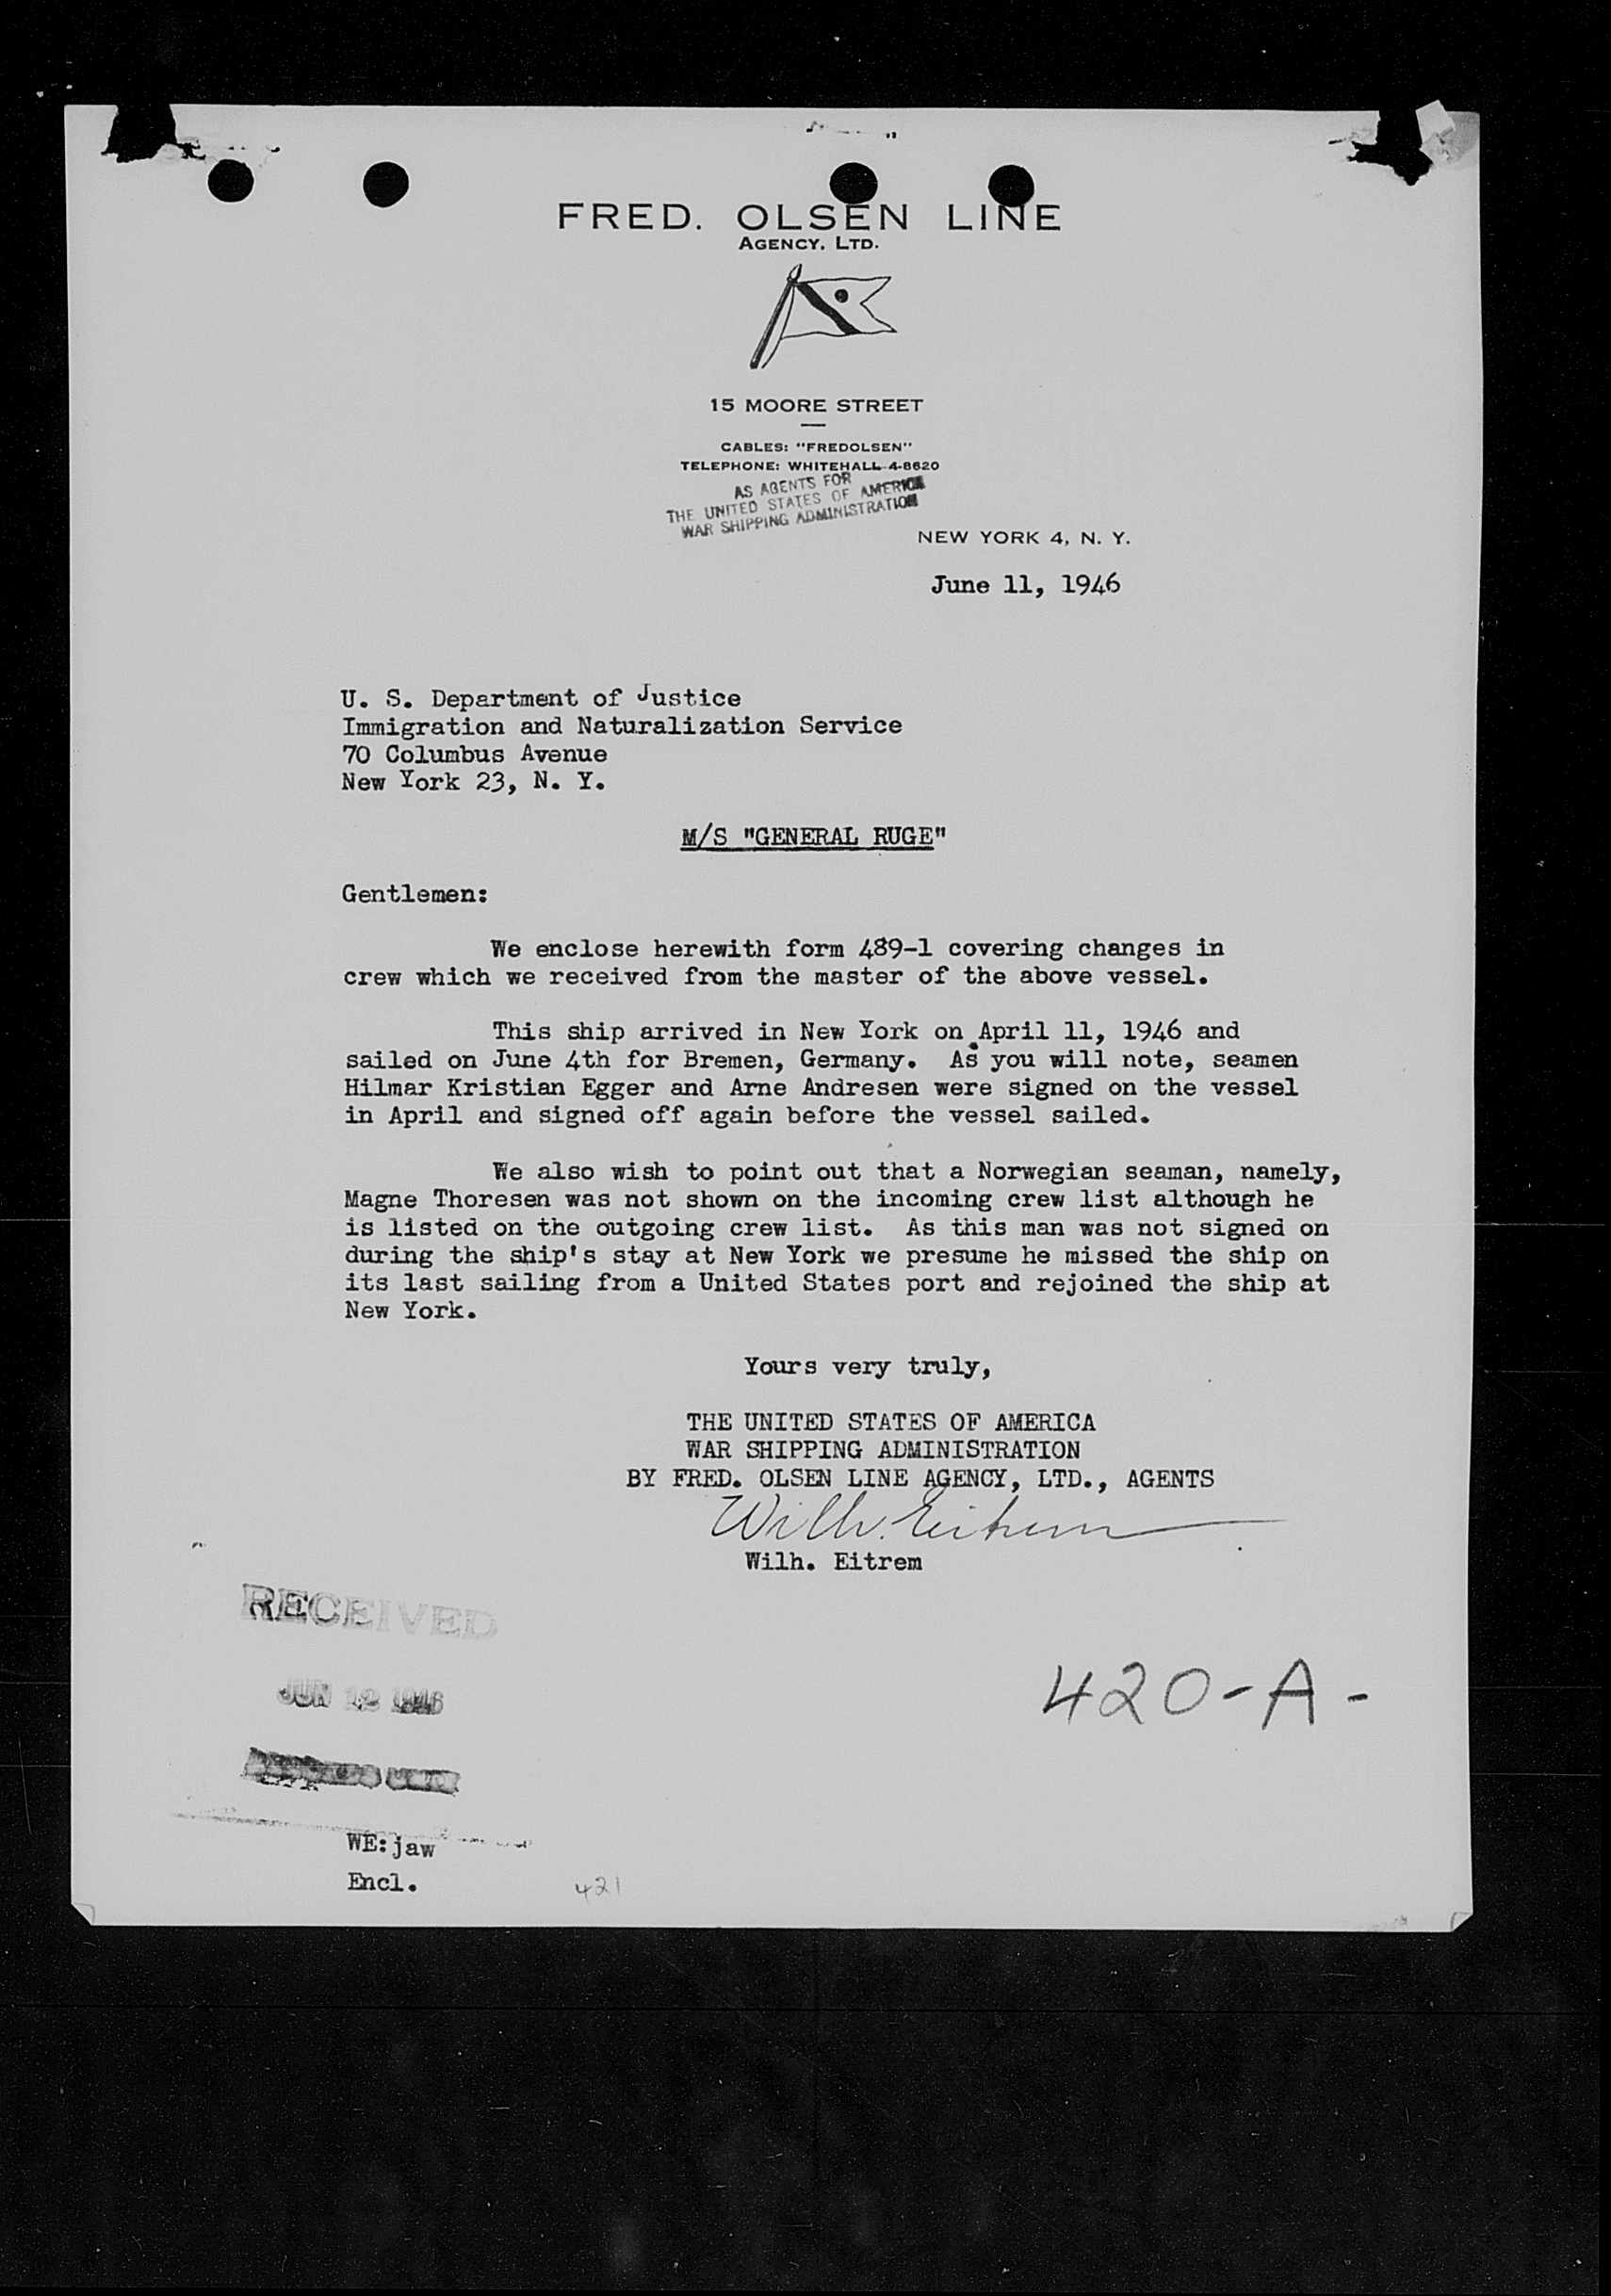 FRED. OLSEN LINE
AGENCY, LTD.
15 MOORE STREET
CABLES: "FREDOLSEN"
TELEPHONE: WHITEHALL 4-8620
AS AGENTS FOR
THE UNITED STATES OF AMERICA
WAR SHIPPING ADMINISTRATION
NEW YORK 4, N. Y.
June 11, 1946
U. S. Department of Justice
Immigration and Naturalization Service
70 Columbus Avenue
New York 23, N. Y.
M/S "GENERAL RUGE"
Gentlemen:
We enclose herewith form 489-1 covering changes in
crew which we received from the master of the above vessel.
This ship arrived in New York on April 11, 1946 and
sailed on June 4th for Bremen, Germany. As you will note, seamen
Hilmar Kristian Egger and Arne Andresen were signed on the vessel
in April and signed off again before the vessel sailed.
We also wish to point out that a Norwegian seaman, namely,
Magne Thoresen was not shown on the incoming crew list although he
is listed on the outgoing crew list. As this man was not signed on
during the ship's stay at New York we presume he missed the ship on
its last sailing from a United States port and rejoined the ship at
New York.
Yours very truly,
THE UNITED STATES OF AMERICA
WAR SHIPPING ADMINISTRATION
BY FRED. OLSEN LINE AGENCY, LTD., AGENTS
Wilh. Eitrem
Wilh. Eitrem
RECEIVED
JUN 12 1946
420-A-
WE:jaw
Encl.
421